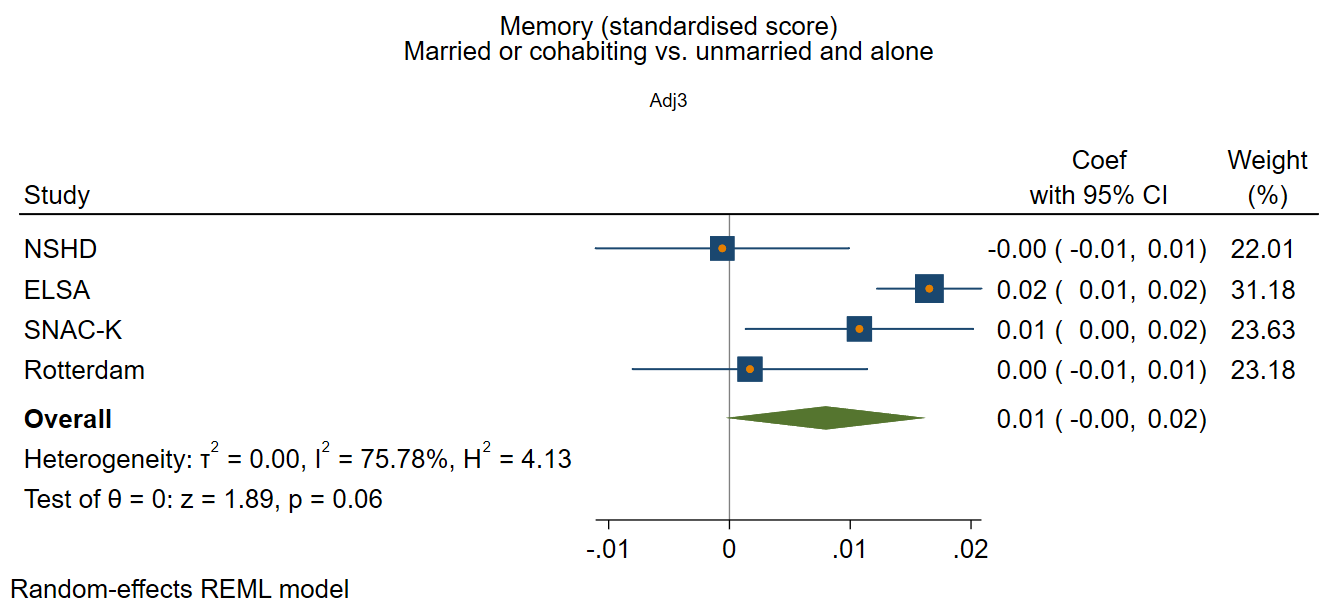 Memory (standardised score)
Married or cohabiting vs. unmarried and alone
Adj3
Coef Weight
Study with 95% CI (%)
NSHD -0.00 ( -0.01, 0.01) 22.01
ELSA 0.02 ( 0.01, 0.02) 31.18
SNAC-K 0.01 ( 0.00, 0.02) 23.63
Rotterdam 0.00 ( -0.01, 0.01) 23.18
Overall 0.01 ( -0.00, 0.02)
Heterogeneity: τ² = 0.00, I² = 75.78%, H² = 4.13
Test of θ = 0: z = 1.89, p = 0.06
-.01 0 .01 .02
Random-effects REML model